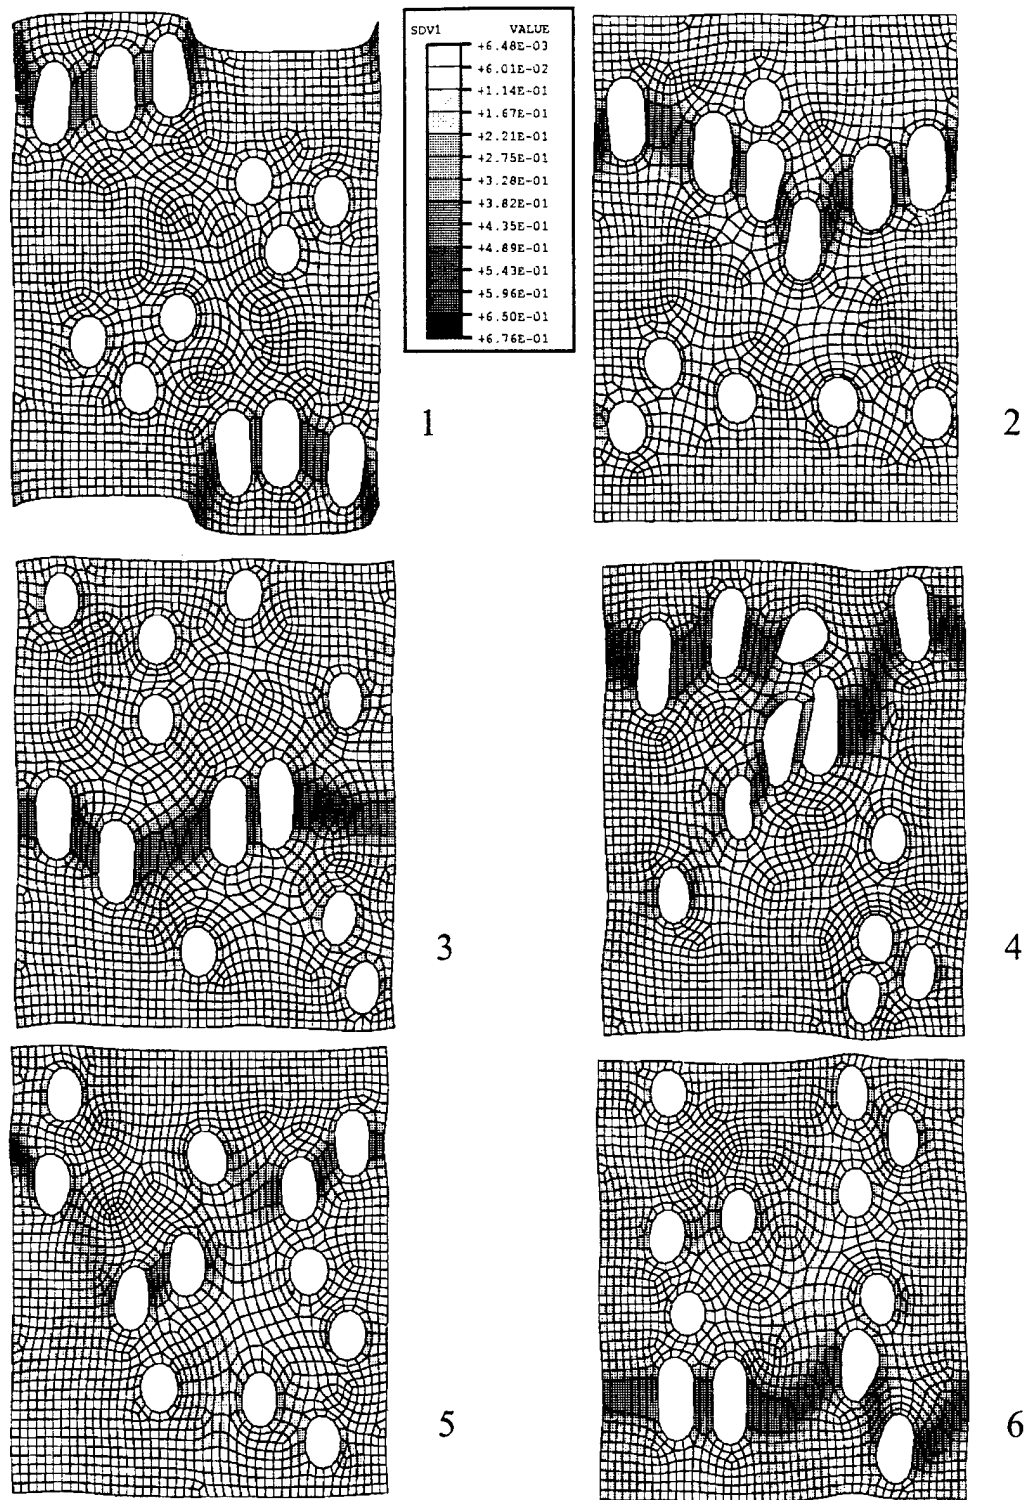 SDV1 VALUE
+6.48E-03
+6.01E-02
+1.14E-01
+1.67E-01
+2.21E-01
+2.75E-01
+3.28E-01
+3.82E-01
+4.35E-01
+4.89E-01
+5.43E-01
+5.96E-01
+6.50E-01
+6.76E-01
1
2
3
4
5
6